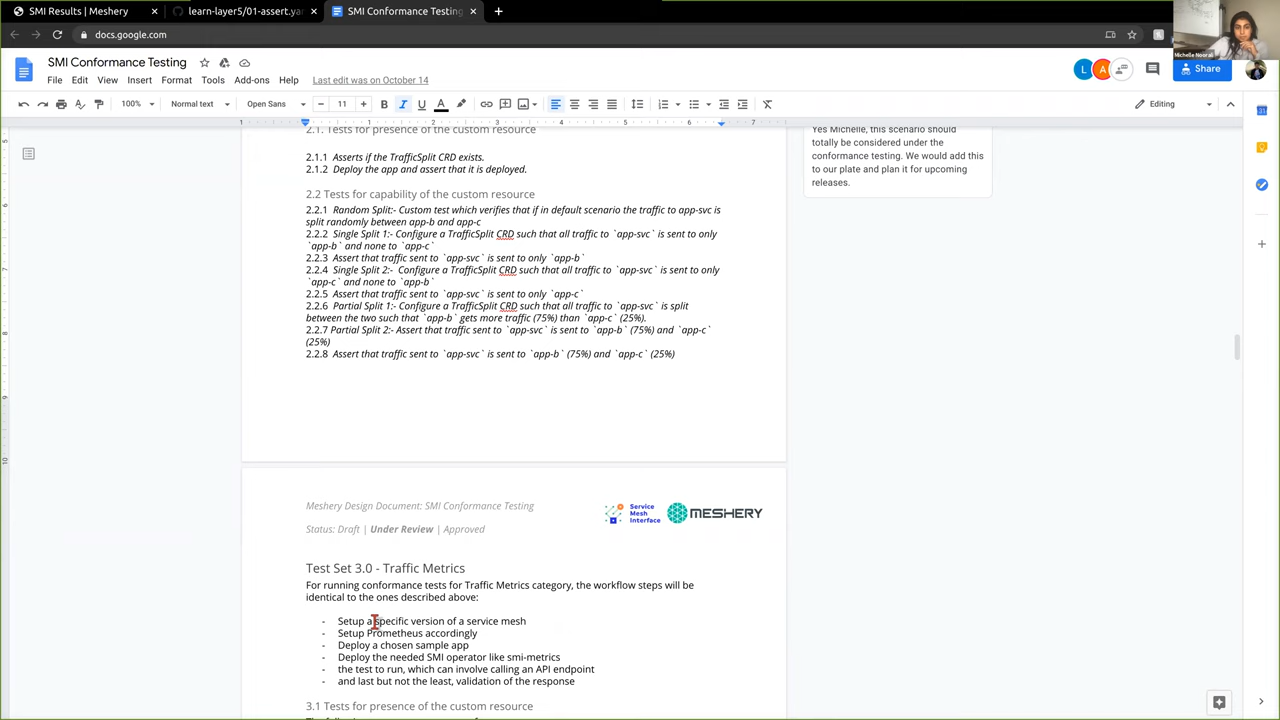 SMI Results | Meshery
learn-layer5/01-assert.yam
SMI Conformance Testing
docs.google.com
Michelle Noorali
SMI Conformance Testing
File Edit View Insert Format Tools Add-ons Help Last edit was on October 14
L A Share
100% Normal text Open Sans 11 Editing
1 1 2 3 4 5 6 7
2.1. Tests for presence of the custom resource
2.1.1 Asserts if the TrafficSplit CRD exists.
2.1.2 Deploy the app and assert that it is deployed.
2.2 Tests for capability of the custom resource
2.2.1 Random Split:- Custom test which verifies that if in default scenario the traffic to app-svc is
split randomly between app-b and app-c
2.2.2 Single Split 1:- Configure a TrafficSplit CRD such that all traffic to `app-svc` is sent to only
`app-b` and none to `app-c`
2.2.3 Assert that traffic sent to `app-svc` is sent to only `app-b`
2.2.4 Single Split 2:- Configure a TrafficSplit CRD such that all traffic to `app-svc` is sent to only
`app-c` and none to `app-b`
2.2.5 Assert that traffic sent to `app-svc` is sent to only `app-c`
2.2.6 Partial Split 1:- Configure a TrafficSplit CRD such that all traffic to `app-svc` is split
between the two such that `app-b` gets more traffic (75%) than `app-c` (25%).
2.2.7 Partial Split 2:- Assert that traffic sent to `app-svc` is sent to `app-b` (75%) and `app-c`
(25%)
2.2.8 Assert that traffic sent to `app-svc` is sent to `app-b` (75%) and `app-c` (25%)
Yes Michelle, this scenario should
totally be considered under the
conformance testing. We would add this
to our plate and plan it for upcoming
releases.
Meshery Design Document: SMI Conformance Testing
Status: Draft | Under Review | Approved
Service
Mesh
Interface
MESHERY
Test Set 3.0 - Traffic Metrics
For running conformance tests for Traffic Metrics category, the workflow steps will be
identical to the ones described above:
- Setup a specific version of a service mesh
- Setup Prometheus accordingly
- Deploy a chosen sample app
- Deploy the needed SMI operator like smi-metrics
- the test to run, which can involve calling an API endpoint
- and last but not the least, validation of the response
3.1 Tests for presence of the custom resource